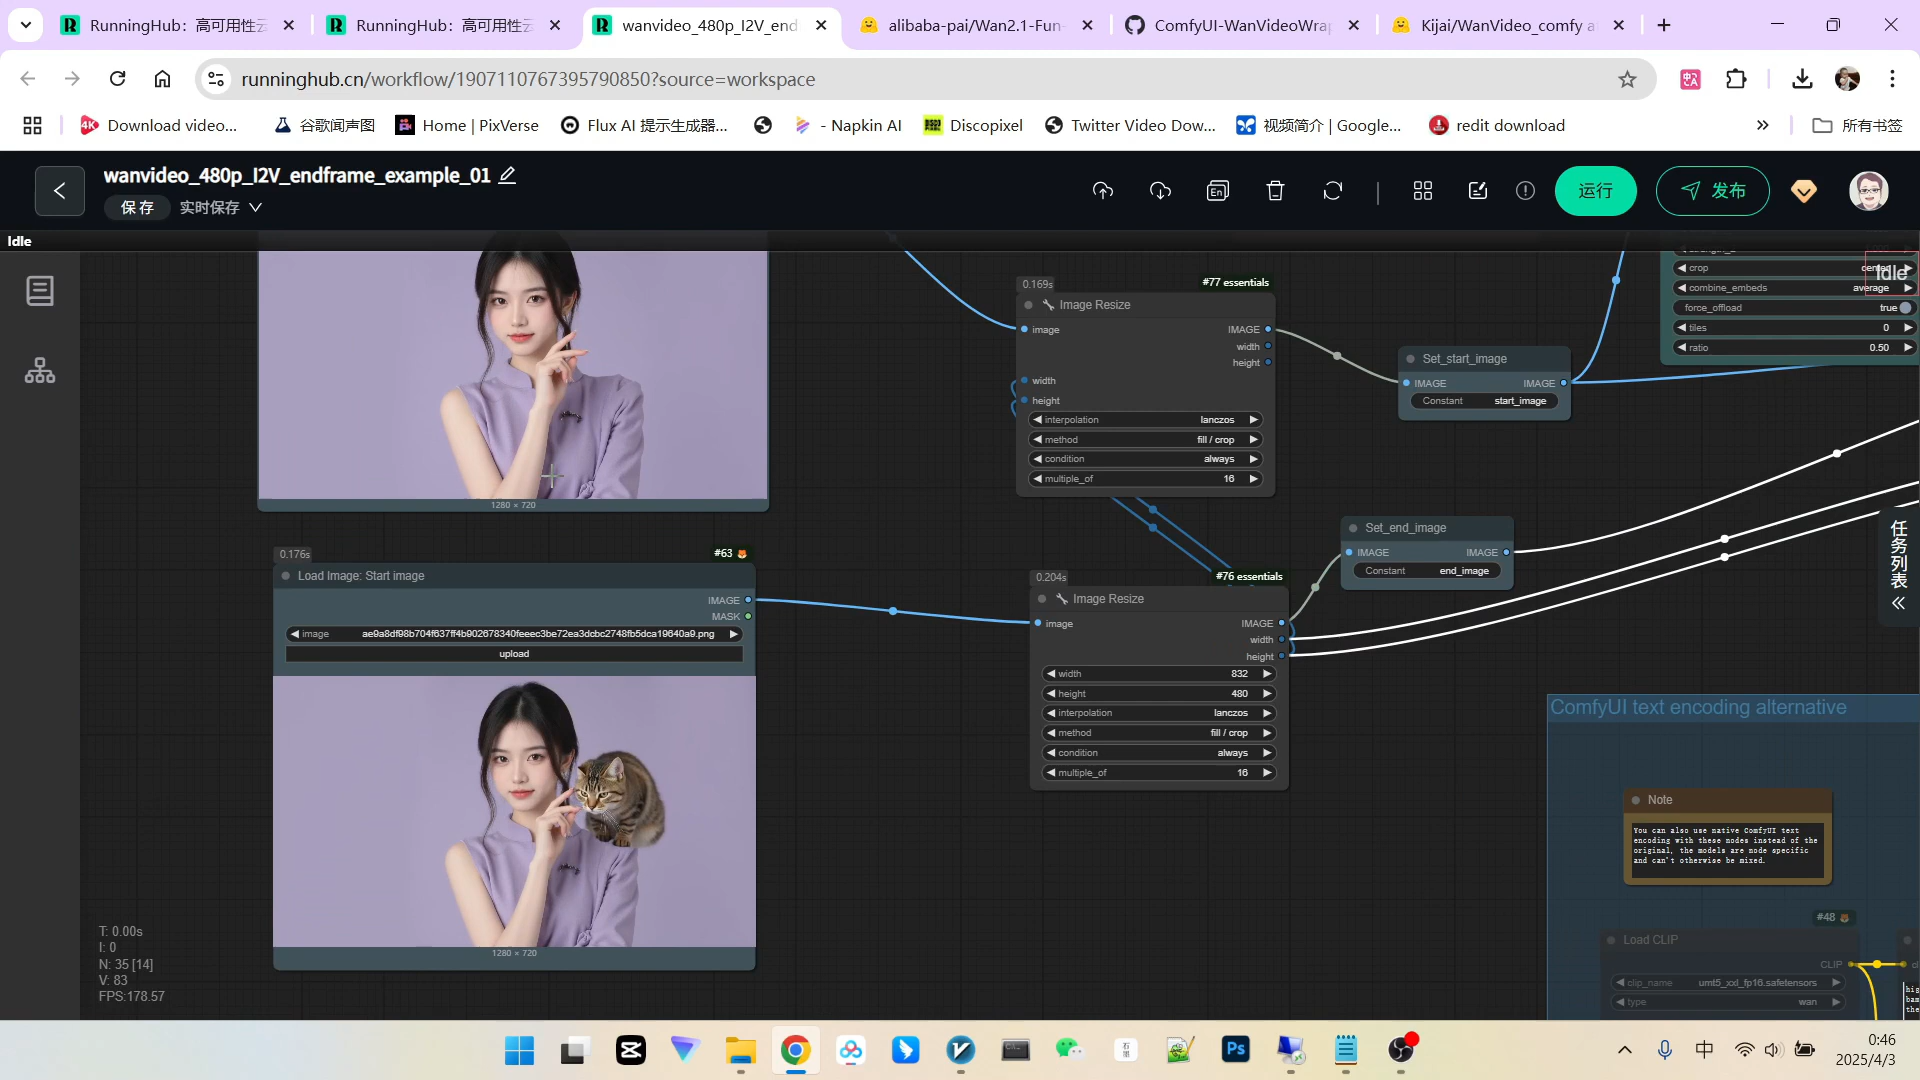 RunningHub：高可用性云
RunningHub：高可用性云
wanvideo_480p_I2V_end
alibaba-pai/Wan2.1-Fun-
ComfyUI-WanVideoWrap
Kijai/WanVideo_comfy a
runninghub.cn/workflow/1907110767395790850?source=workspace
Download video...
谷歌闻声图
Home | PixVerse
Flux AI 提示生成器...
- Napkin AI
Discopixel
Twitter Video Dow...
视频简介 | Google...
redit download
所有书签
wanvideo_480p_I2V_endframe_example_01
保存 实时保存
En
运行
发布
Idle
Idle
crop
combine_embeds average
force_offload true
tiles 0
ratio 0.50
0.169s
#77 essentials
Image Resize
image IMAGE
width
height
width
height
interpolation lanczos
method fill / crop
condition always
multiple_of 16
Set_start_image
IMAGE IMAGE
Constant start_image
1280 × 720
Set_end_image
IMAGE IMAGE
Constant end_image
任务列表
0.176s
#63
Load Image: Start image
IMAGE
MASK
image ae9a8df98b704f637ff4b902678340feeec3be72ea3dcbc2748fb5dca19640a9.png
upload
1280 × 720
0.204s
#76 essentials
Image Resize
image IMAGE
width
height
width 832
height 480
interpolation lanczos
method fill / crop
condition always
multiple_of 16
ComfyUI text encoding alternative
Note
You can also use native ComfyUI text
encoding with these nodes instead of the
original, the models are node specific
and can't otherwise be mixed.
#48
Load CLIP
CLIP
clip_name umt5_xxl_fp16.safetensors
type wan
T: 0.00s
I: 0
N: 35 [14]
V: 83
FPS:178.57
Ps
中
0:46
2025/4/3